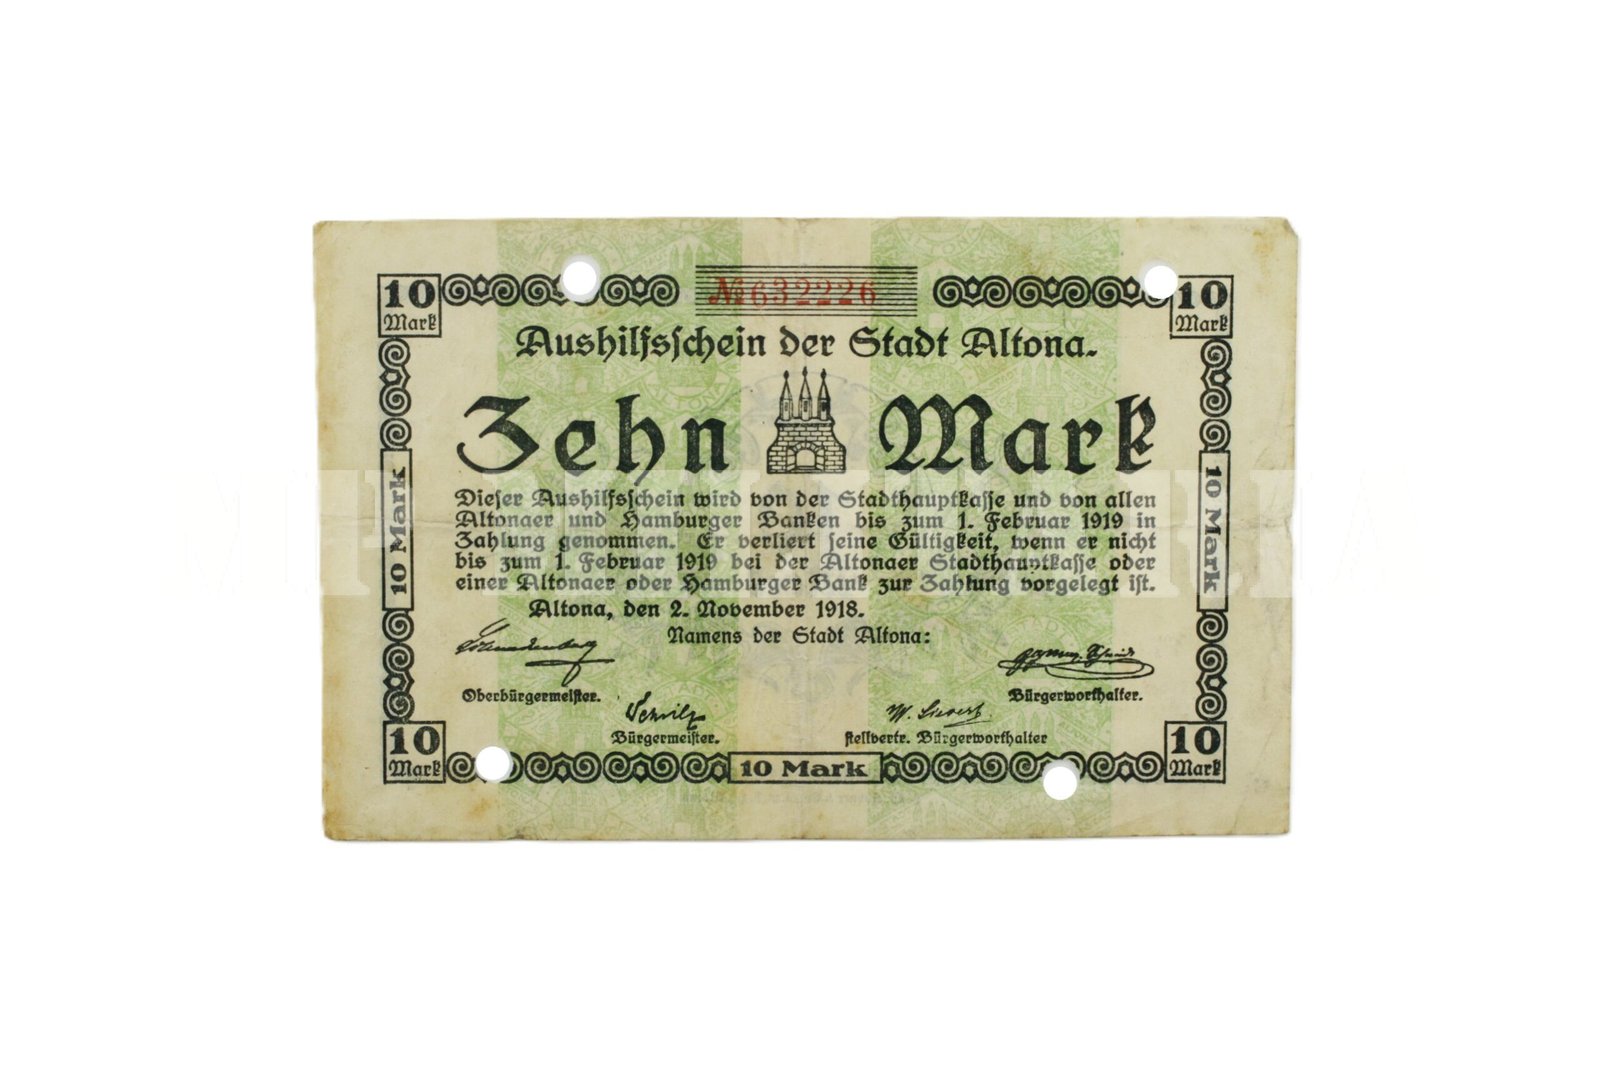 10 Mark
№632226
10 Mark
Aushilfsschein der Stadt Altona.
Zehn Mark
Dieser Aushilfsschein wird von der Stadthauptkasse und von allen
Altonaer und Hamburger Banken bis zum 1. Februar 1919 in
Zahlung genommen. Er verliert seine Gültigkeit, wenn er nicht
bis zum 1. Februar 1919 bei der Altonaer Stadthauptkasse oder
einer Altonaer oder Hamburger Bank zur Zahlung vorgelegt ist.
Altona, den 2. November 1918.
Namens der Stadt Altona:
10 Mark
10 Mark
Oberbürgermeister.
Bürgerworthalter.
Schnackenburg
Bürgermeister.
W. Sievert.
stellvertr. Bürgerworthalter
10 Mark
10 Mark
10 Mark